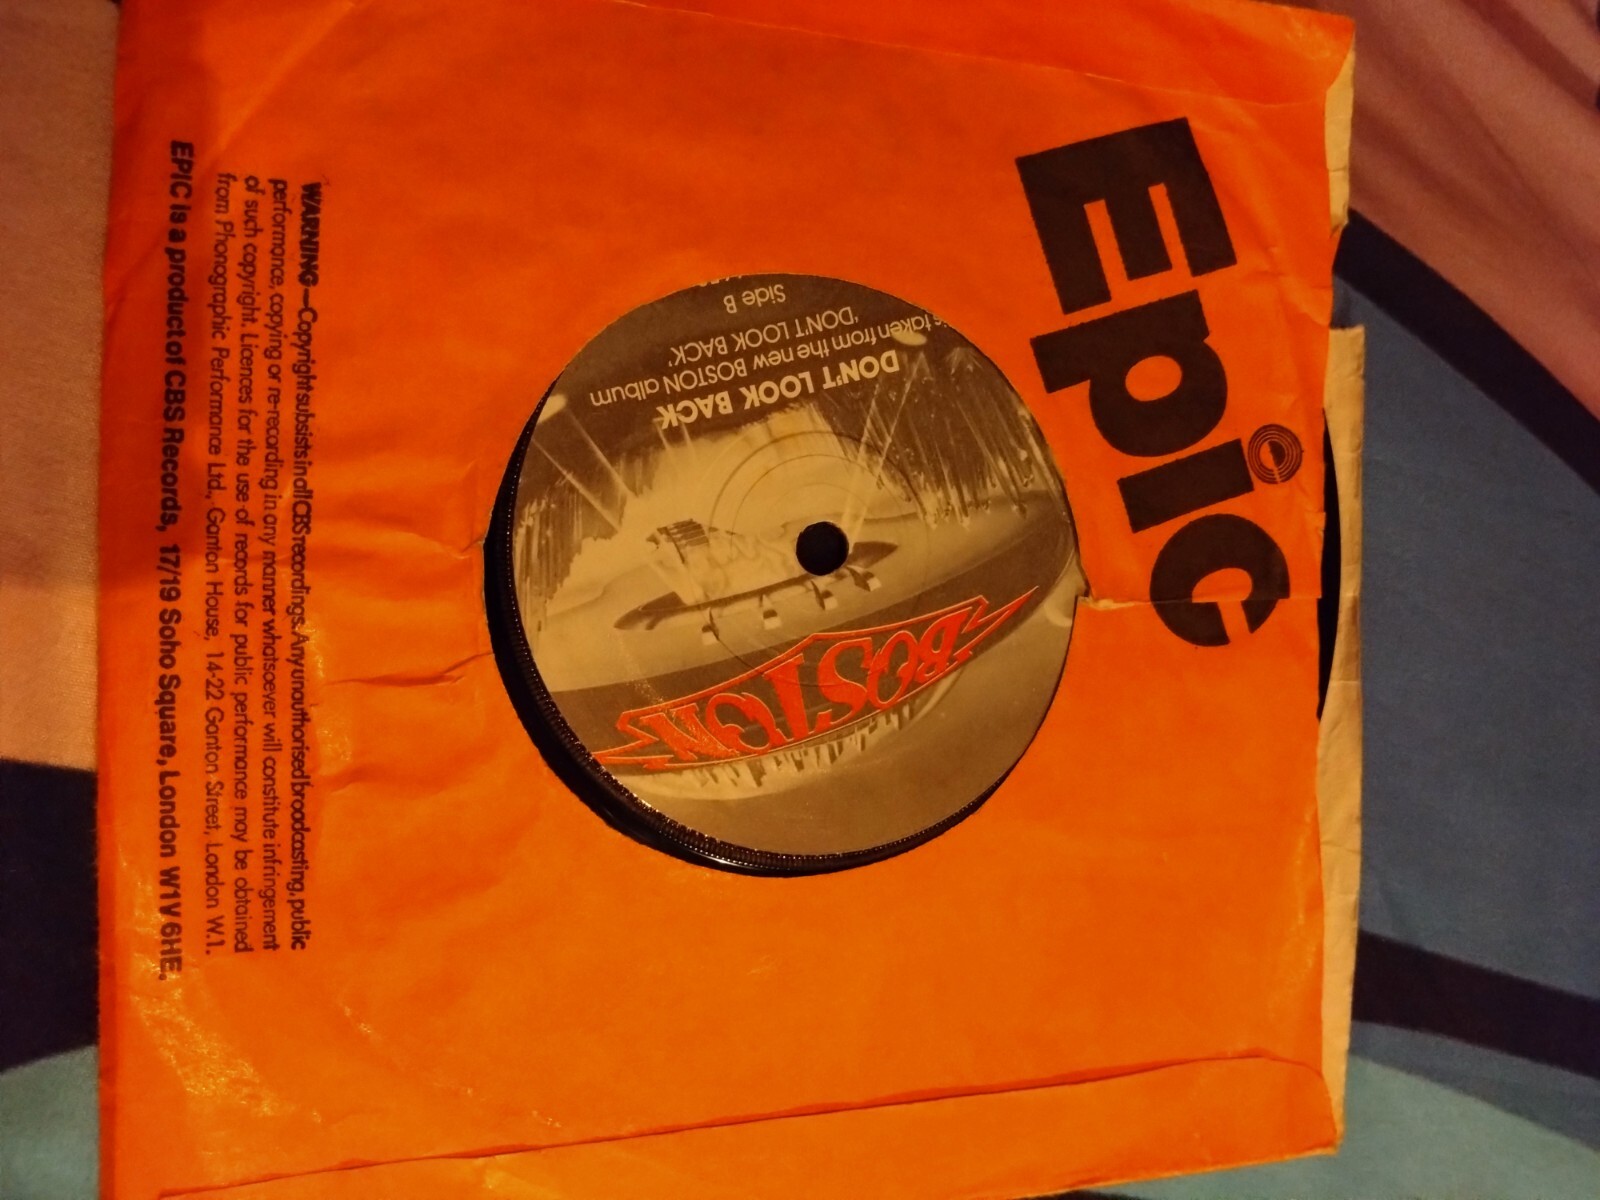 Epic
e
BOSTON
DON'T LOOK BACK
is taken from the new BOSTON album
'DON'T LOOK BACK'
Side B
WARNING—Copyright subsists in all CBS recordings. Any unauthorised broadcasting, public
performance, copying or re-recording in any manner whatsoever will constitute infringement
of such copyright. Licences for the use of records for public performance may be obtained
from Phonographic Performance Ltd., Ganton House, 14-22 Ganton Street, London W.1.
EPIC is a product of CBS Records, 17/19 Soho Square, London W1V 6HE.